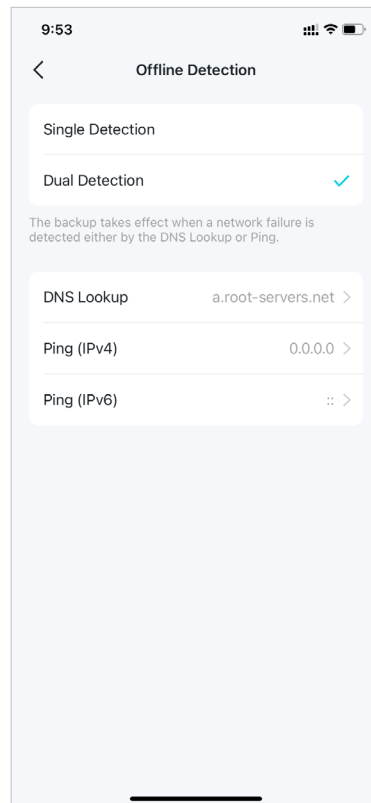 9:53
Offline Detection
Single Detection
Dual Detection
The backup takes effect when a network failure is
detected either by the DNS Lookup or Ping.
DNS Lookup a.root-servers.net
Ping (IPv4) 0.0.0.0
Ping (IPv6) ::